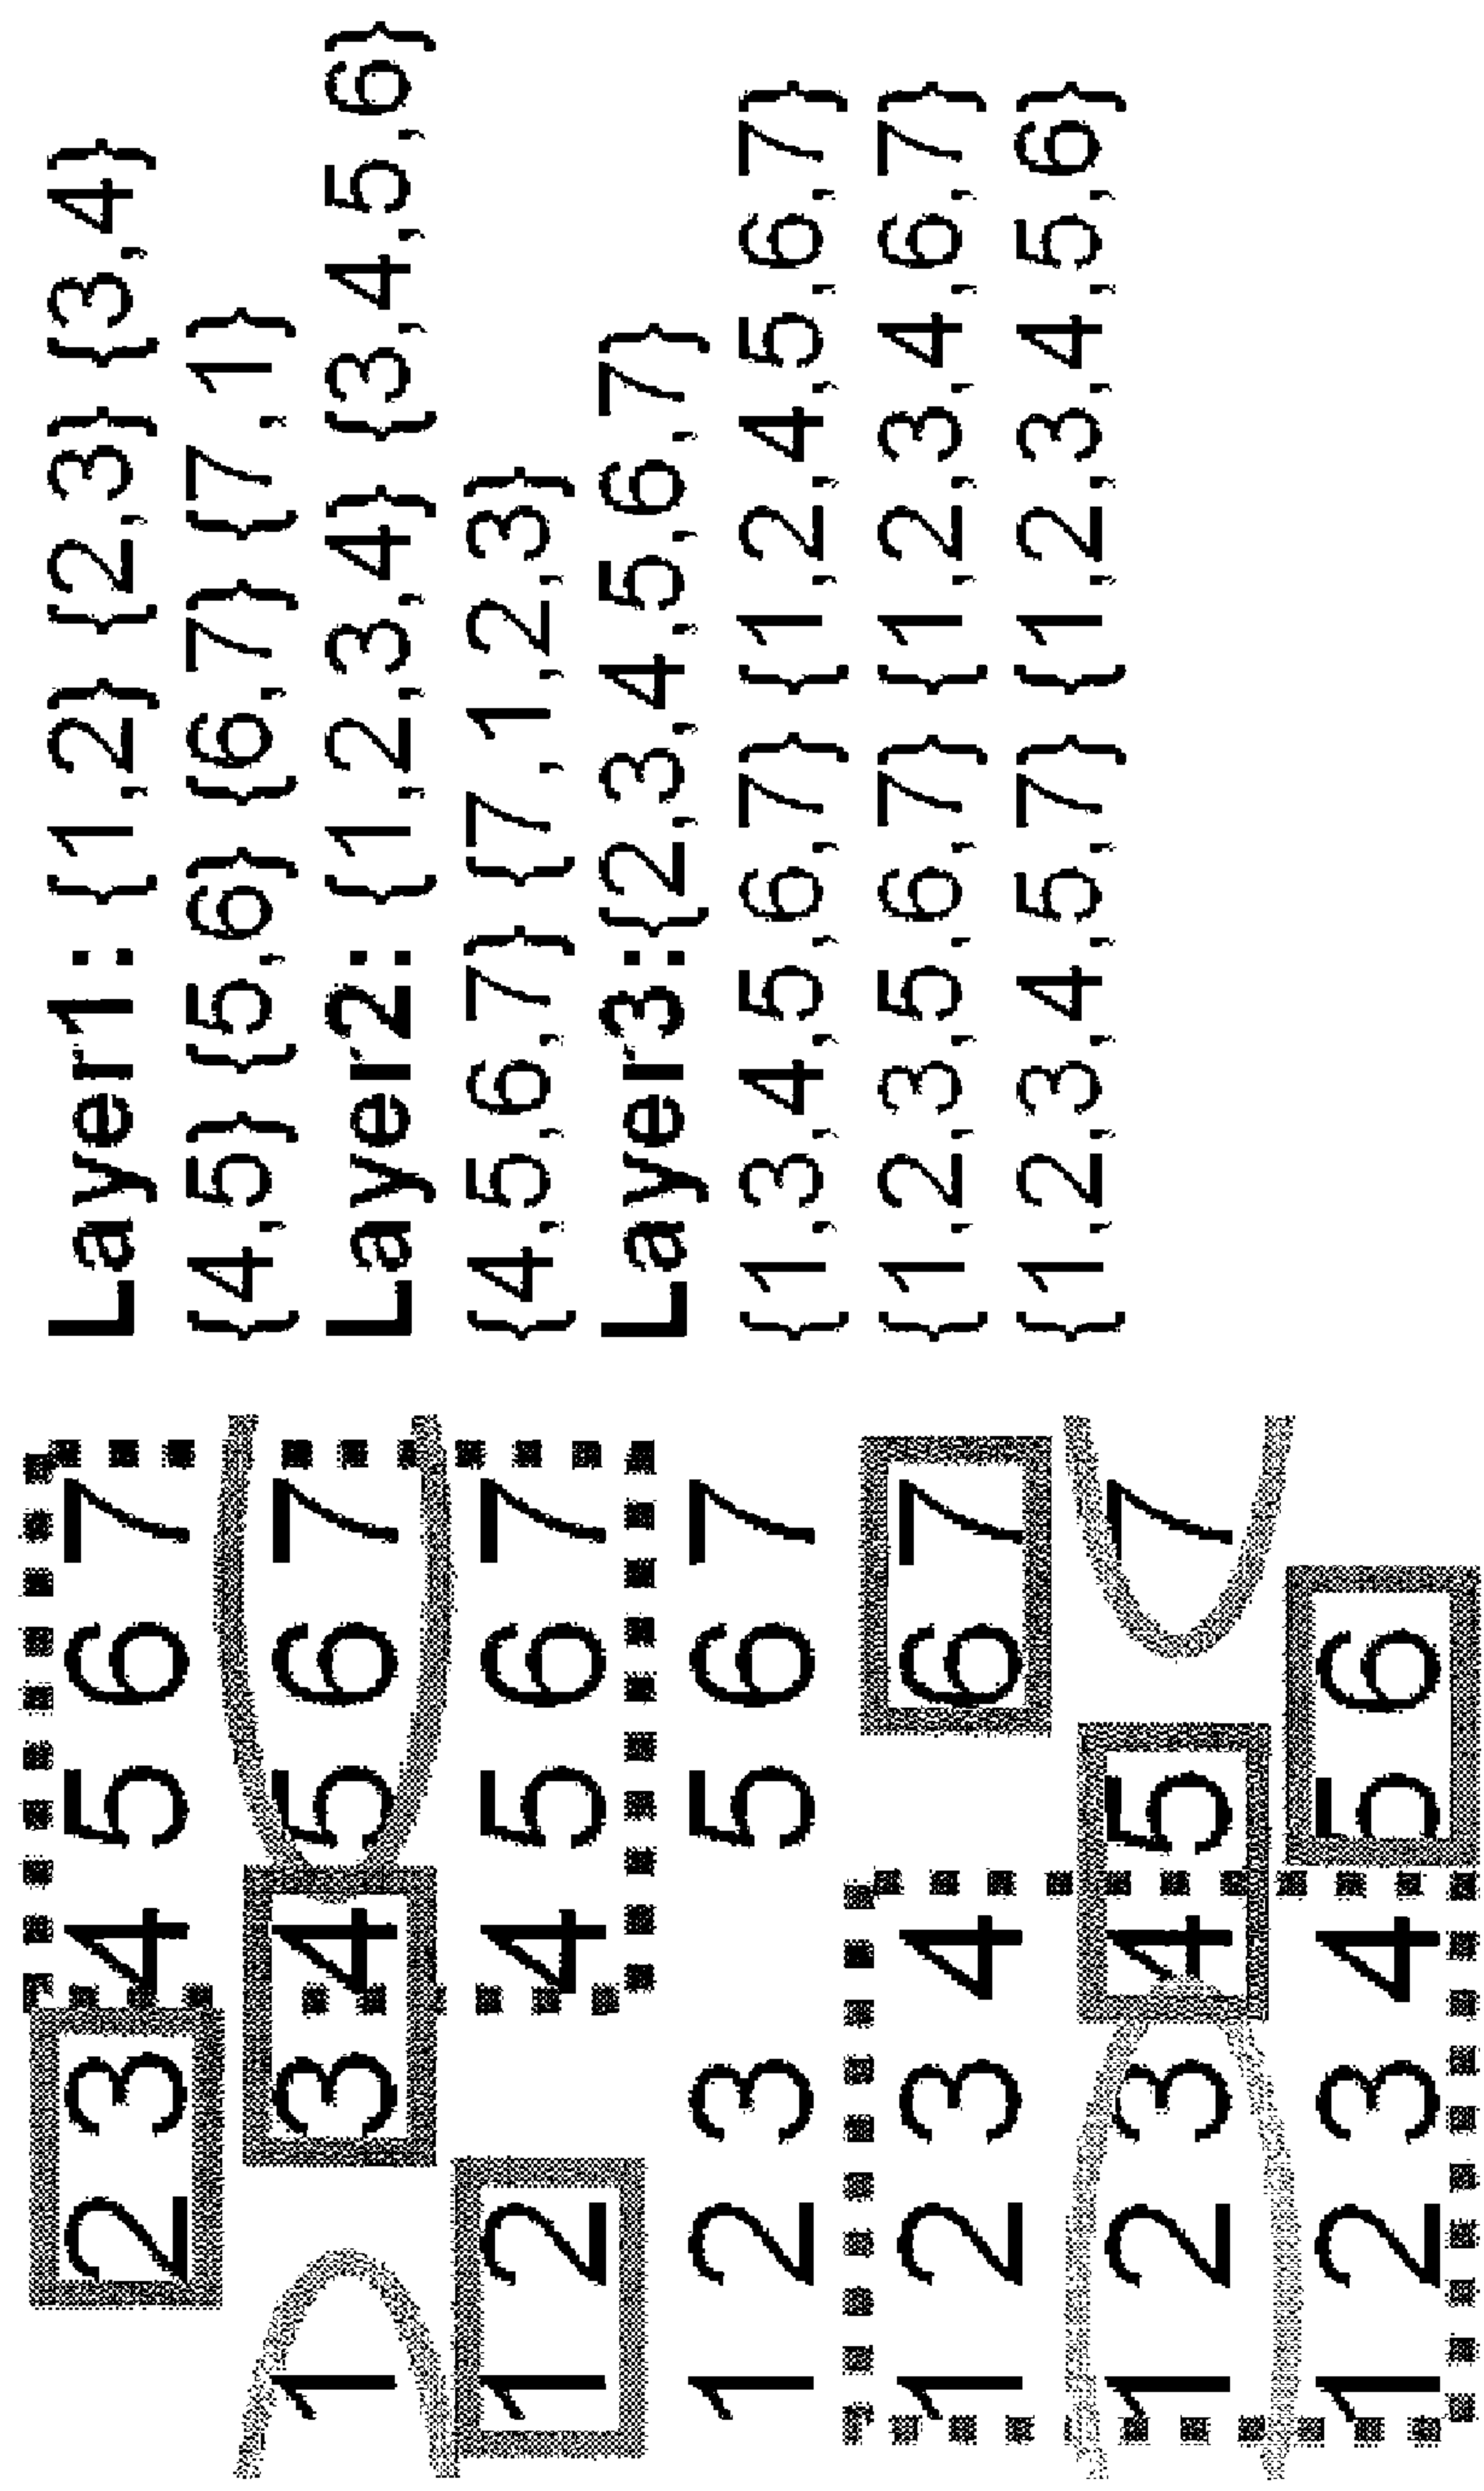 2 3 4 5 6 7
1 3 4 5 6 7
1 2 4 5 6 7
1 2 3 5 6 7
1 2 3 4 6 7
1 2 3 4 5 7
1 2 3 4 5 6
Layer1: {1,2} {2,3} {3,4}
{4,5} {5,6} {6,7} {7,1}
Layer2: {1,2,3,4} {3,4,5,6}
{4,5,6,7} {7,1,2,3}
Layer3:{2,3,4,5,6,7}
{1,3,4,5,6,7} {1,2,4,5,6,7}
{1,2,3,5,6,7} {1,2,3,4,6,7}
{1,2,3,4,5,7} {1,2,3,4,5,6}